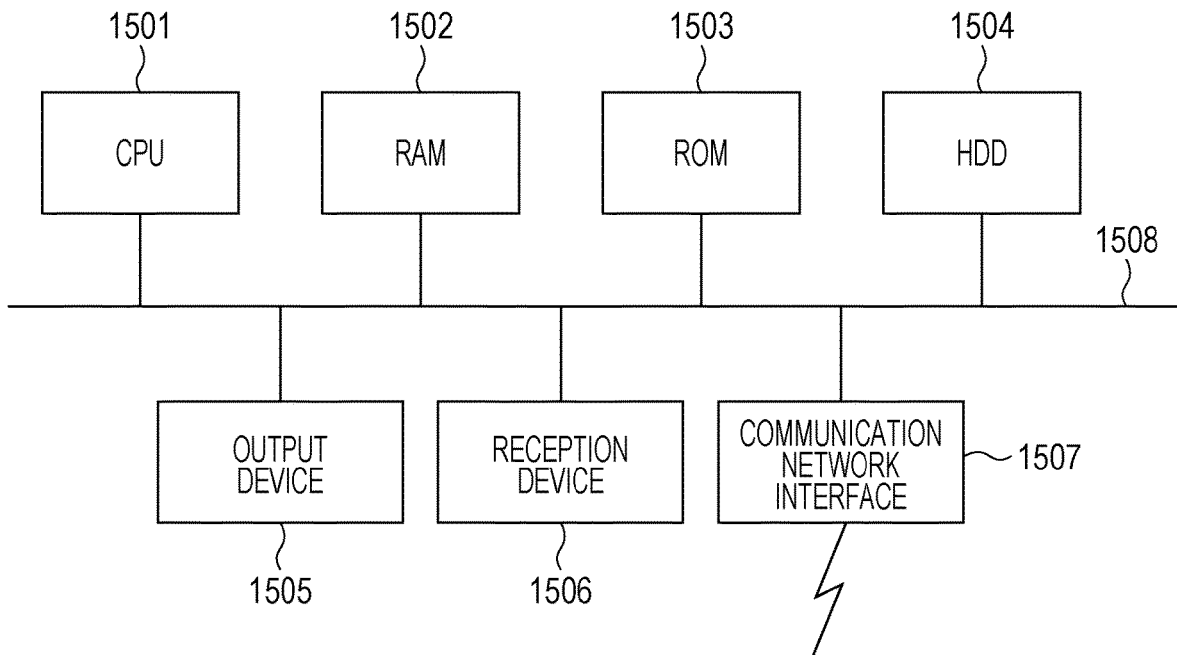 1501
1502
1503
1504
CPU
RAM
ROM
HDD
1508
OUTPUT
DEVICE
RECEPTION
DEVICE
COMMUNICATION
NETWORK
INTERFACE
1507
1505
1506